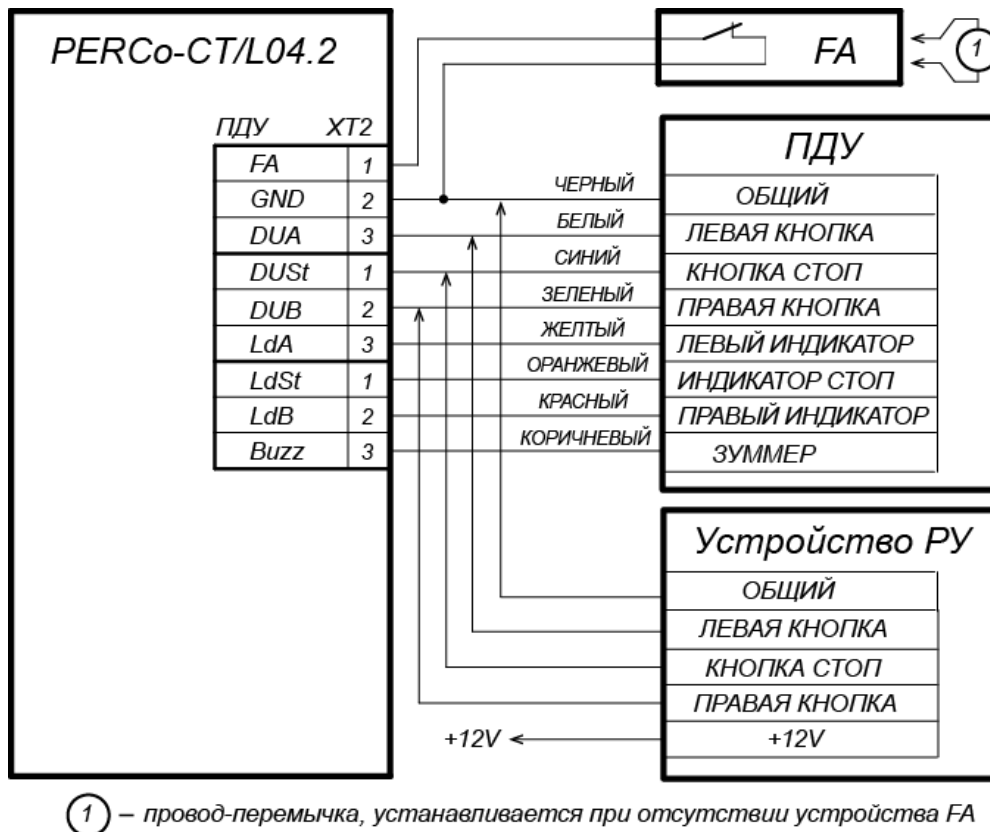 PERCo-CT/L04.2
ПДУ XT2
FA 1
GND 2
DUA 3
DUSt 1
DUB 2
LdA 3
LdSt 1
LdB 2
Buzz 3
FA
1
ЧЕРНЫЙ
БЕЛЫЙ
СИНИЙ
ЗЕЛЕНЫЙ
ЖЕЛТЫЙ
ОРАНЖЕВЫЙ
КРАСНЫЙ
КОРИЧНЕВЫЙ
ПДУ
ОБЩИЙ
ЛЕВАЯ КНОПКА
КНОПКА СТОП
ПРАВАЯ КНОПКА
ЛЕВЫЙ ИНДИКАТОР
ИНДИКАТОР СТОП
ПРАВЫЙ ИНДИКАТОР
ЗУММЕР
Устройство РУ
ОБЩИЙ
ЛЕВАЯ КНОПКА
КНОПКА СТОП
ПРАВАЯ КНОПКА
+12V
+12V
1 – провод-перемычка, устанавливается при отсутствии устройства FA